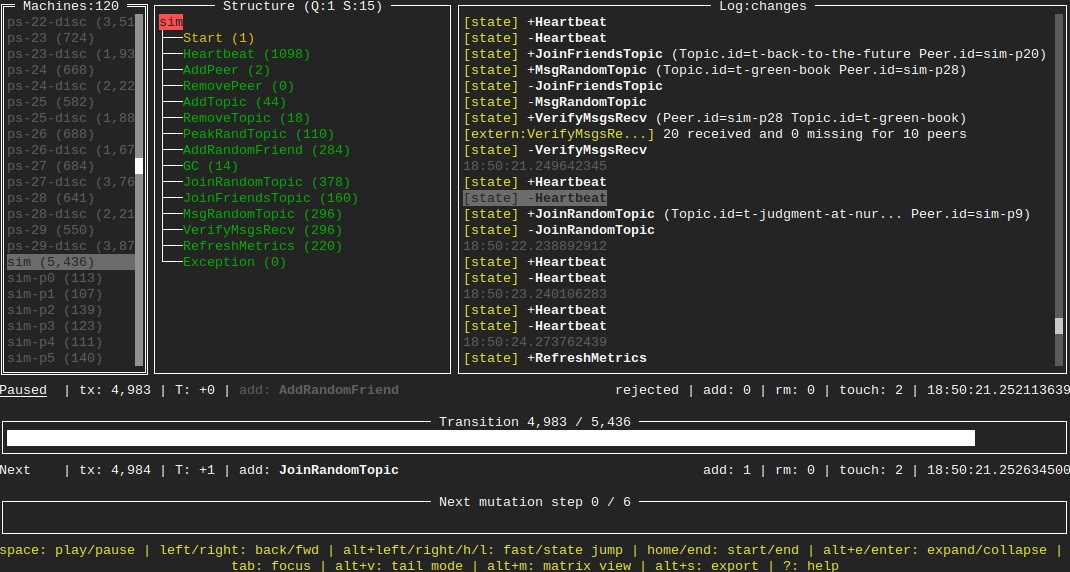 Machines:120
ps-22-disc (3,51
ps-23 (724)
ps-23-disc (1,93
ps-24 (668)
ps-24-disc (2,22
ps-25 (582)
ps-25-disc (1,88
ps-26 (688)
ps-26-disc (1,67
ps-27 (684)
ps-27-disc (3,76
ps-28 (641)
ps-28-disc (2,21
ps-29 (550)
ps-29-disc (3,87
sim (5,436)
sim-p0 (113)
sim-p1 (107)
sim-p2 (139)
sim-p3 (123)
sim-p4 (111)
sim-p5 (140)
Structure (Q:1 S:15)
sim
Start (1)
Heartbeat (1098)
AddPeer (2)
RemovePeer (0)
AddTopic (44)
RemoveTopic (18)
PeakRandTopic (110)
AddRandomFriend (284)
GC (14)
JoinRandomTopic (378)
JoinFriendsTopic (160)
MsgRandomTopic (296)
VerifyMsgsRecv (296)
RefreshMetrics (220)
Exception (0)
Log:changes
[state] +Heartbeat
[state] -Heartbeat
[state] +JoinFriendsTopic (Topic.id=t-back-to-the-future Peer.id=sim-p20)
[state] +MsgRandomTopic (Topic.id=t-green-book Peer.id=sim-p28)
[state] -JoinFriendsTopic
[state] -MsgRandomTopic
[state] +VerifyMsgsRecv (Peer.id=sim-p28 Topic.id=t-green-book)
[extern:VerifyMsgsRe...] 20 received and 0 missing for 10 peers
[state] -VerifyMsgsRecv
18:50:21.249642345
[state] +Heartbeat
[state] -Heartbeat
[state] +JoinRandomTopic (Topic.id=t-judgment-at-nur... Peer.id=sim-p9)
[state] -JoinRandomTopic
18:50:22.238892912
[state] +Heartbeat
[state] -Heartbeat
18:50:23.240106283
[state] +Heartbeat
[state] -Heartbeat
18:50:24.273762439
[state] +RefreshMetrics
Paused | tx: 4,983 | T: +0 | add: AddRandomFriend rejected | add: 0 | rm: 0 | touch: 2 | 18:50:21.252113639
Transition 4,983 / 5,436
Next | tx: 4,984 | T: +1 | add: JoinRandomTopic add: 1 | rm: 0 | touch: 2 | 18:50:21.252634500
Next mutation step 0 / 6
space: play/pause | left/right: back/fwd | alt+left/right/h/l: fast/state jump | home/end: start/end | alt+e/enter: expand/collapse |
tab: focus | alt+v: tail mode | alt+m: matrix view | alt+s: export | ?: help